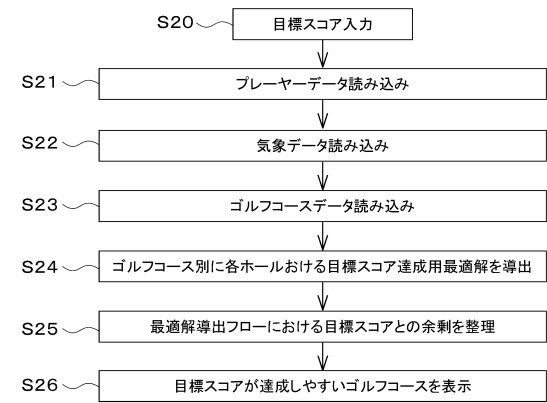 S20 目標スコア入力
S21 プレーヤーデータ読み込み
S22 気象データ読み込み
S23 ゴルフコースデータ読み込み
S24 ゴルフコース別に各ホールおける目標スコア達成用最適解を導出
S25 最適解導出フローにおける目標スコアとの余剰を整理
S26 目標スコアが達成しやすいゴルフコースを表示